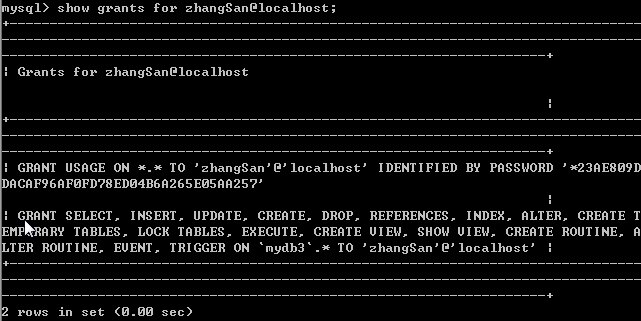 mysql> show grants for zhangSan@localhost;
+--------------------------------------------------------------------------------
--------------------------------------------------------------------------------
--------------------------------------------------------------------+
| Grants for zhangSan@localhost
|
+--------------------------------------------------------------------------------
--------------------------------------------------------------------------------
--------------------------------------------------------------------+
| GRANT USAGE ON *.* TO 'zhangSan'@'localhost' IDENTIFIED BY PASSWORD '*23AE809D
DACAF96AF0FD78ED04B6A265E05AA257'
|
| GRANT SELECT, INSERT, UPDATE, CREATE, DROP, REFERENCES, INDEX, ALTER, CREATE T
EMPORARY TABLES, LOCK TABLES, EXECUTE, CREATE VIEW, SHOW VIEW, CREATE ROUTINE, A
LTER ROUTINE, EVENT, TRIGGER ON `mydb3`.* TO 'zhangSan'@'localhost' |
+--------------------------------------------------------------------------------
--------------------------------------------------------------------------------
--------------------------------------------------------------------+
2 rows in set (0.00 sec)